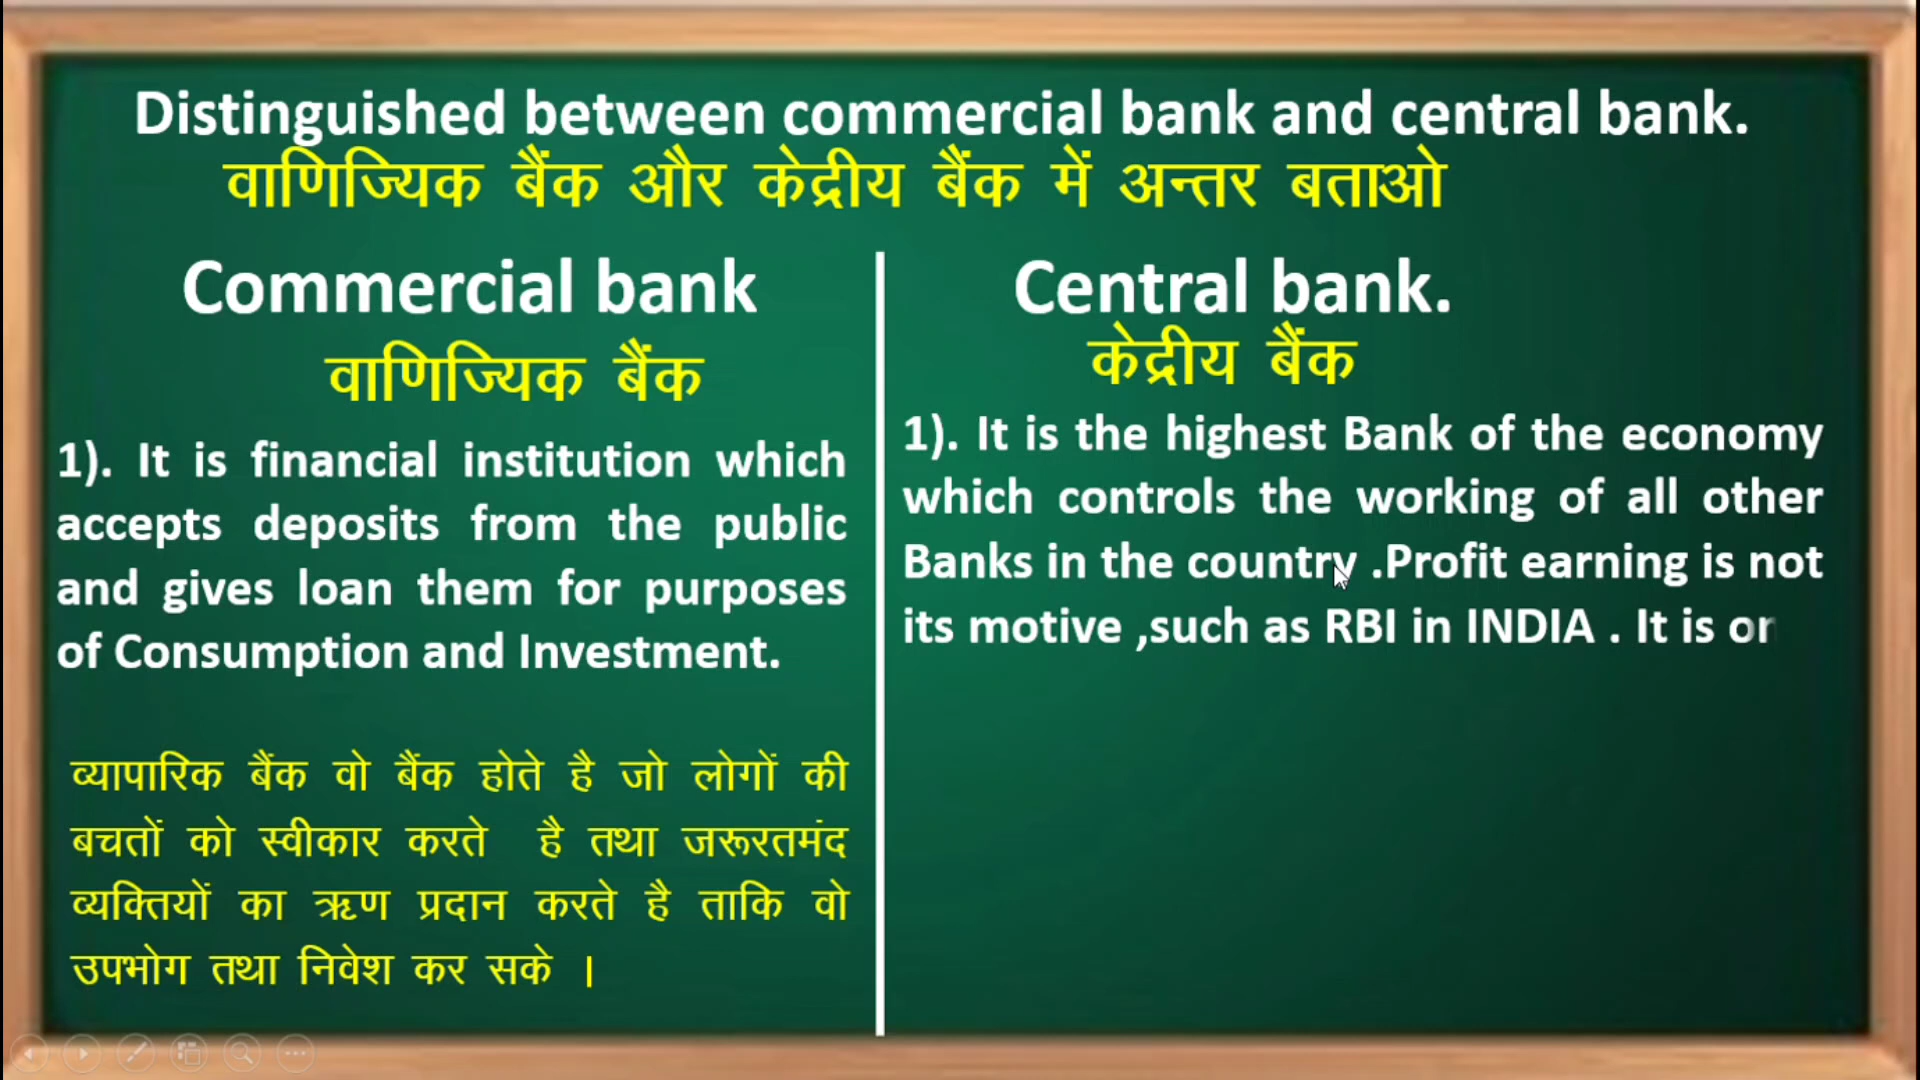 Distinguished between commercial bank and central bank.
वाणिज्यिक बैंक और केद्रीय बैंक में अन्तर बताओ
Commercial bank
वाणिज्यिक बैंक
1). It is financial institution which
accepts deposits from the public
and gives loan them for purposes
of Consumption and Investment.
व्यापारिक बैंक वो बैंक होते है जो लोगों की
बचतों को स्वीकार करते है तथा जरूरतमंद
व्यक्तियों का ऋण प्रदान करते है ताकि वो
उपभोग तथा निवेश कर सके ।
Central bank.
केद्रीय बैंक
1). It is the highest Bank of the economy
which controls the working of all other
Banks in the country .Profit earning is not
its motive ,such as RBI in INDIA . It is